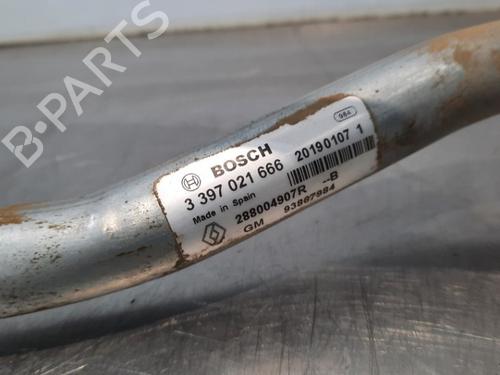 B-PARTS
984
BOSCH
3 397 021 666 20190107 1
Made in Spain
288004907R --B
GM 93867984